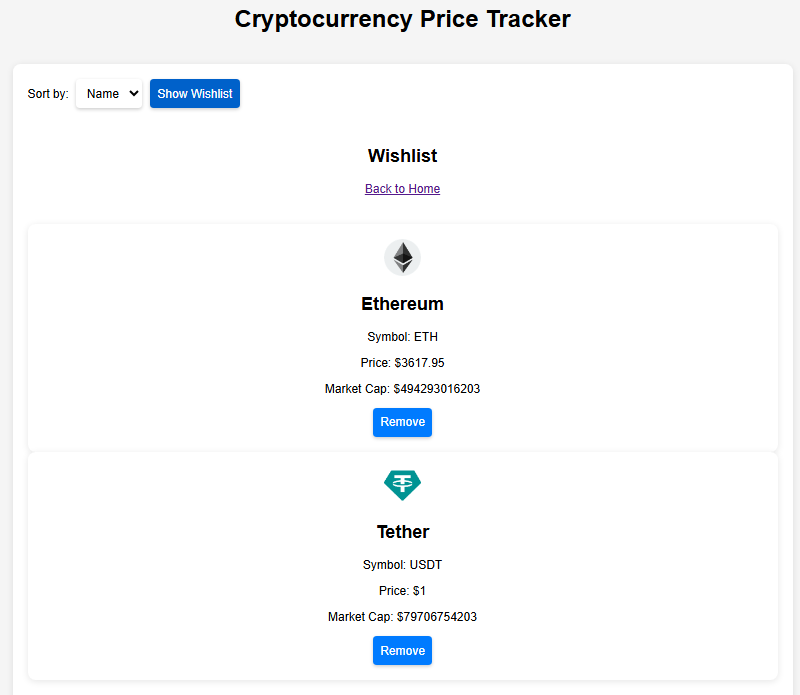 Cryptocurrency Price Tracker
Sort by: Name Show Wishlist
Wishlist
Back to Home
Ethereum
Symbol: ETH
Price: $3617.95
Market Cap: $494293016203
Remove
Tether
Symbol: USDT
Price: $1
Market Cap: $79706754203
Remove